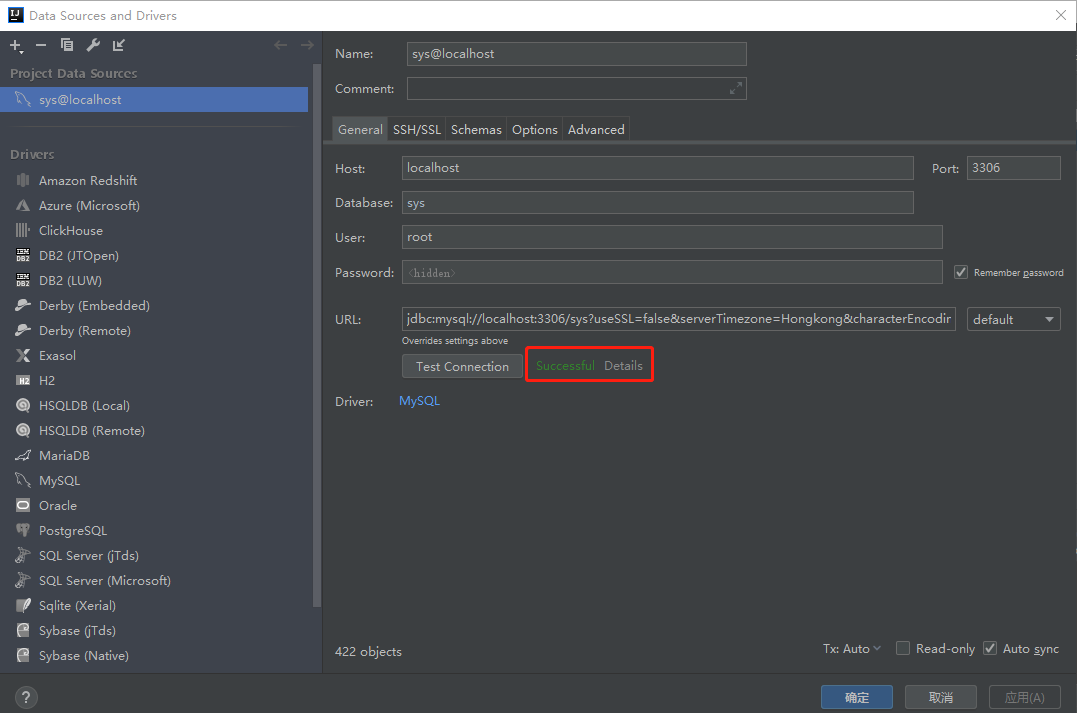 Data Sources and Drivers
Project Data Sources
sys@localhost
Drivers
Amazon Redshift
Azure (Microsoft)
ClickHouse
DB2 (JTOpen)
DB2 (LUW)
Derby (Embedded)
Derby (Remote)
Exasol
H2
HSQLDB (Local)
HSQLDB (Remote)
MariaDB
MySQL
Oracle
PostgreSQL
SQL Server (jTds)
SQL Server (Microsoft)
Sqlite (Xerial)
Sybase (jTds)
Sybase (Native)
?
Name: sys@localhost
Comment:
General SSH/SSL Schemas Options Advanced
Host: localhost Port: 3306
Database: sys
User: root
Password: <hidden> Remember password
URL: jdbc:mysql://localhost:3306/sys?useSSL=false&serverTimezone=Hongkong&characterEncodir default
Overrides settings above
Test Connection Successful Details
Driver: MySQL
422 objects Tx: Auto Read-only Auto sync
确定 取消 应用(A)